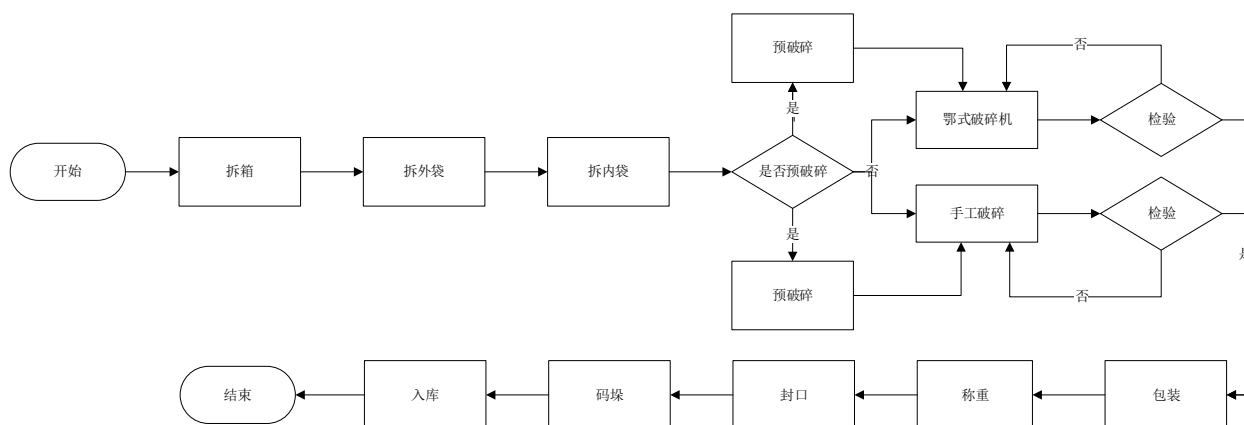 预破碎
否
鄂式破碎机
检验
是
开始
拆箱
拆外袋
拆内袋
是否预破碎
否
手工破碎
检验
是
是
预破碎
否
结束
入库
码垛
封口
称重
包装